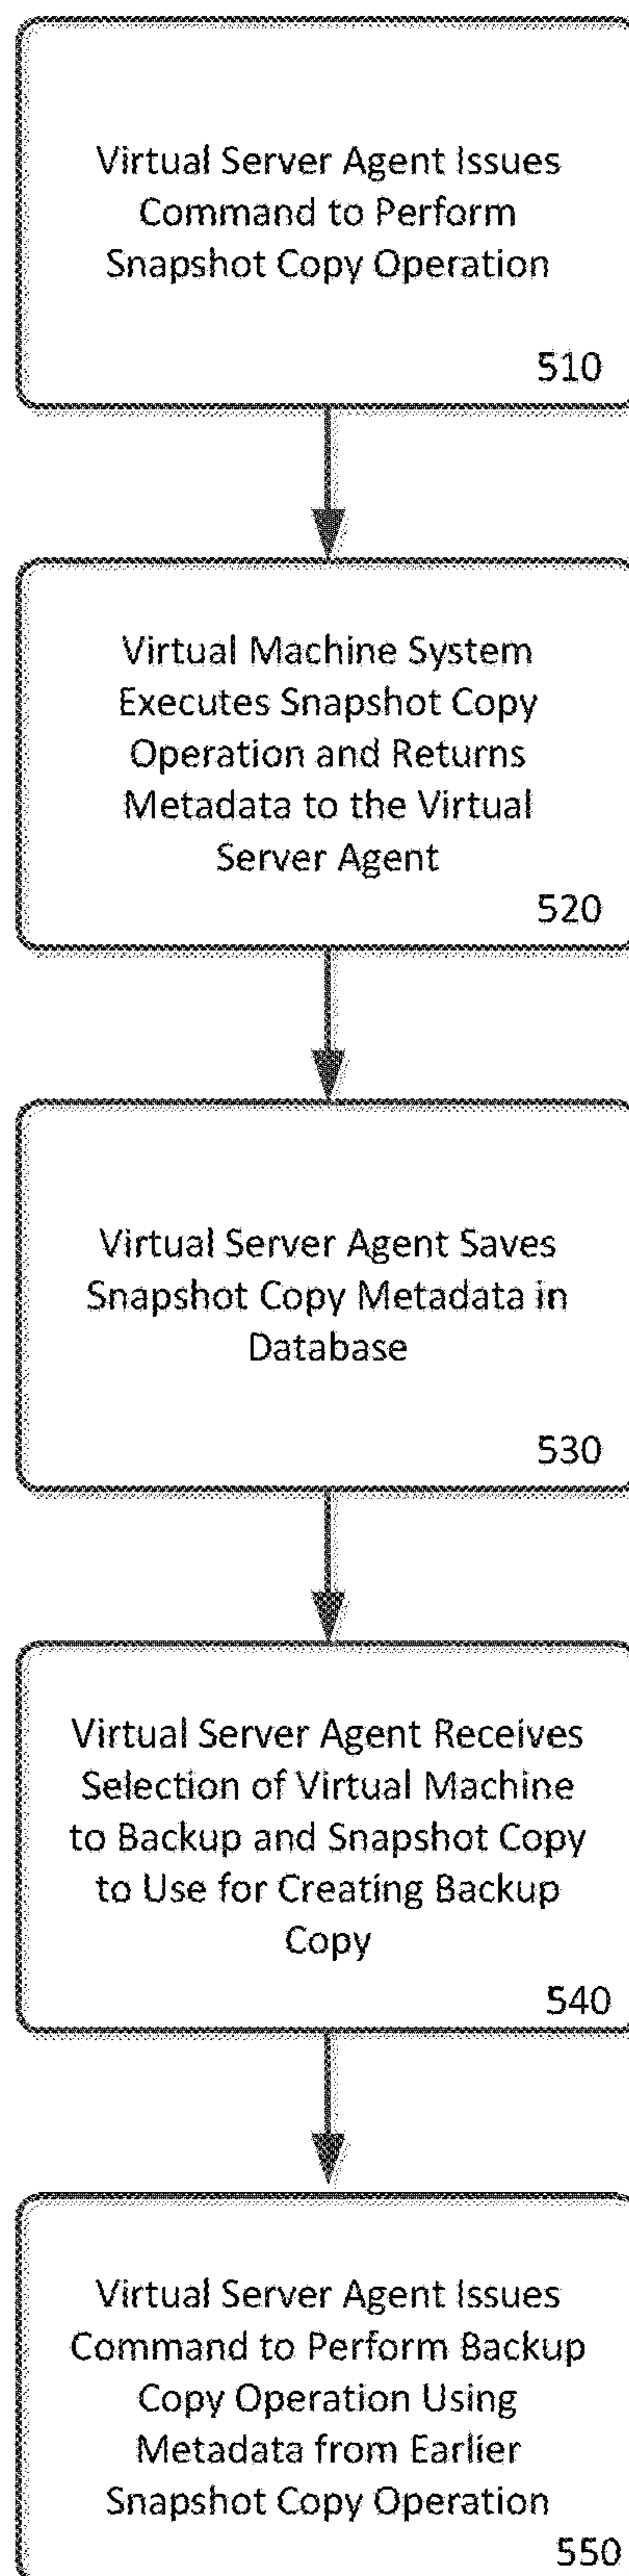 Virtual Server Agent Issues
Command to Perform
Snapshot Copy Operation
510
Virtual Machine System
Executes Snapshot Copy
Operation and Returns
Metadata to the Virtual
Server Agent
520
Virtual Server Agent Saves
Snapshot Copy Metadata in
Database
530
Virtual Server Agent Receives
Selection of Virtual Machine
to Backup and Snapshot Copy
to Use for Creating Backup
Copy
540
Virtual Server Agent Issues
Command to Perform Backup
Copy Operation Using
Metadata from Earlier
Snapshot Copy Operation
550